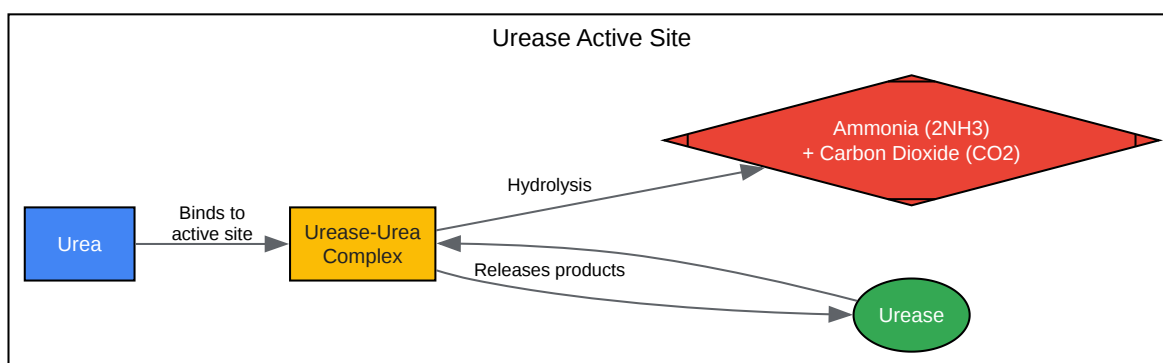 Urease Active Site
Ammonia (2NH3)
+ Carbon Dioxide (CO2)
Hydrolysis
Binds to
active site
Urea
Urease-Urea
Complex
Releases products
Urease